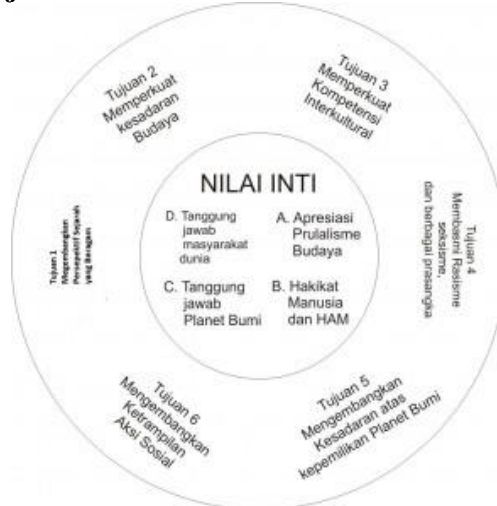 Tujuan 2
Memperkuat
kesadaran
Budaya
Tujuan 3
Memperkuat
Kompetensi
Interkultural
Tujuan 1
Megembangkan
Persepektif Sejarah
yang Beragam
NILAI INTI
D. Tanggung
jawab
masyarakat
dunia
A. Apresiasi
Prulalisme
Budaya
C. Tanggung
jawab
Planet Bumi
B. Hakikat
Manusia
dan HAM
Tujuan 4
Membasmi Rasisme
seksisme,
dan berbagai prasangka
Tujuan 6
Mengembangkan
Ketrampilan
Aksi Sosial
Tujuan 5
Mengembangkan
Kesadaran atas
kepemilikan Planet Bumi